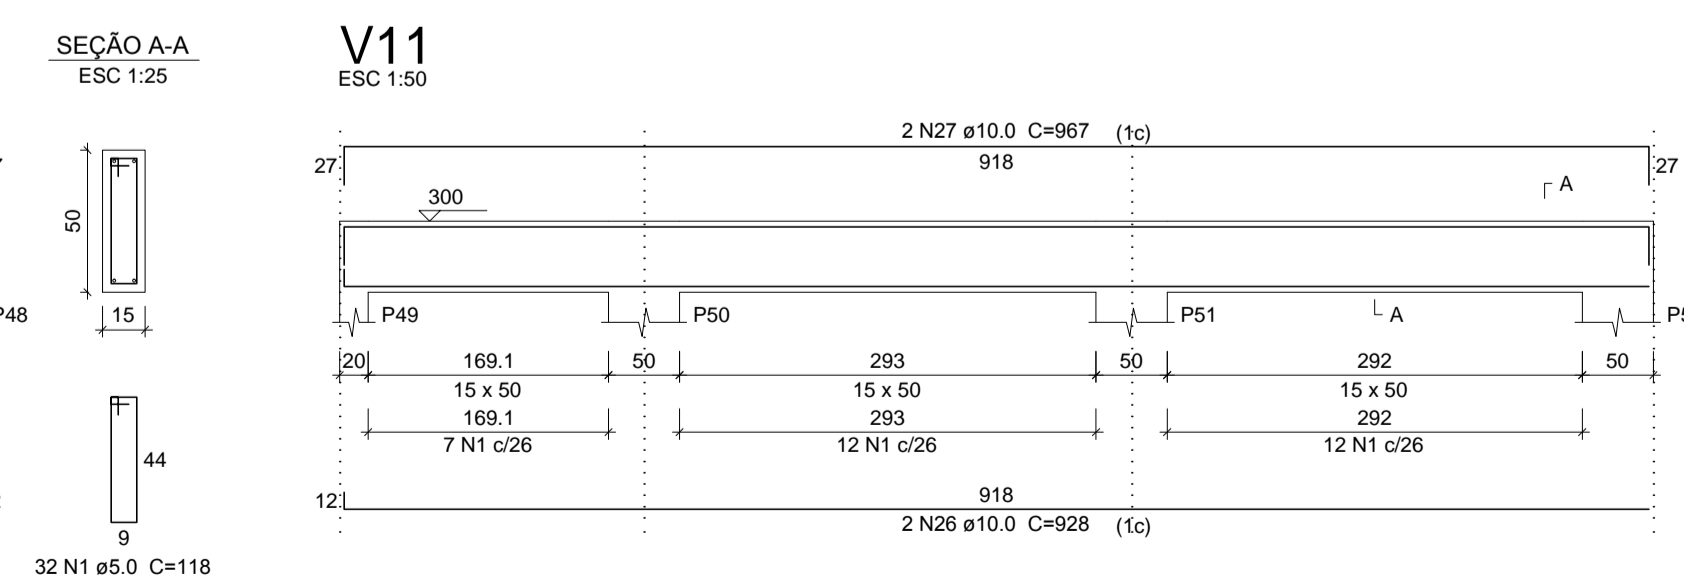 SEÇÃO A-A
ESC 1:25
V11
ESC 1:50
2 N27 ø10.0 C=967 (1c)
27
918
27
A
300
50
15
P48
P49
P50
P51
A
20
169.1
50
293
50
292
50
15 x 50
15 x 50
15 x 50
169.1
293
292
7 N1 c/26
12 N1 c/26
12 N1 c/26
44
9
32 N1 ø5.0 C=118
12
918
2 N26 ø10.0 C=928 (1c)